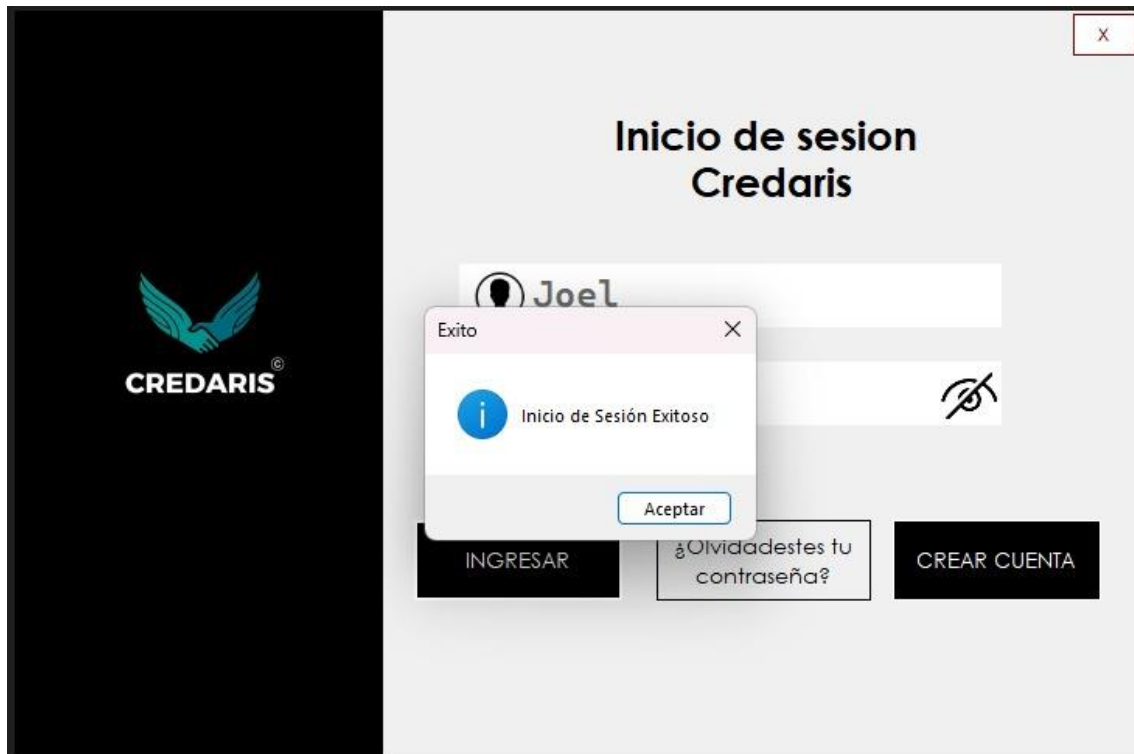 X
Inicio de sesion
Credaris
Joel
Exito
Inicio de Sesión Exitoso
Aceptar
CREDARIS ©
INGRESAR
¿Olvidadestes tu
contraseña?
CREAR CUENTA